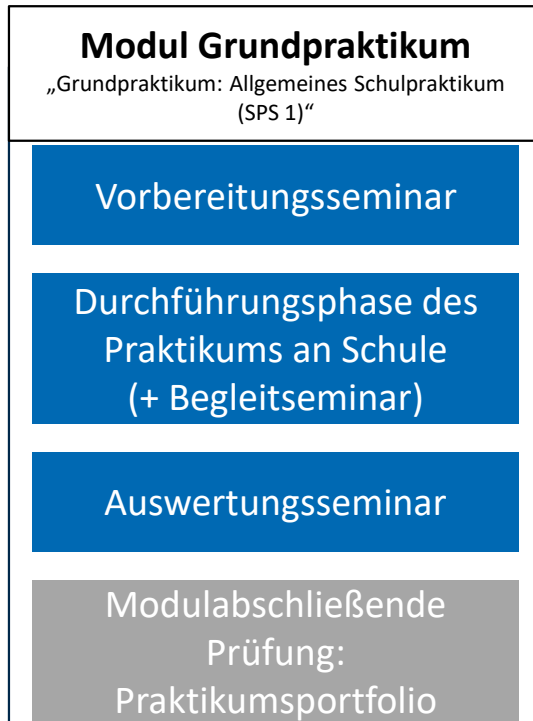 Modul Grundpraktikum
„Grundpraktikum: Allgemeines Schulpraktikum
(SPS 1)“
Vorbereitungsseminar
Durchführungsphase des
Praktikums an Schule
(+ Begleitseminar)
Auswertungsseminar
Modulabschließende
Prüfung:
Praktikumsportfolio